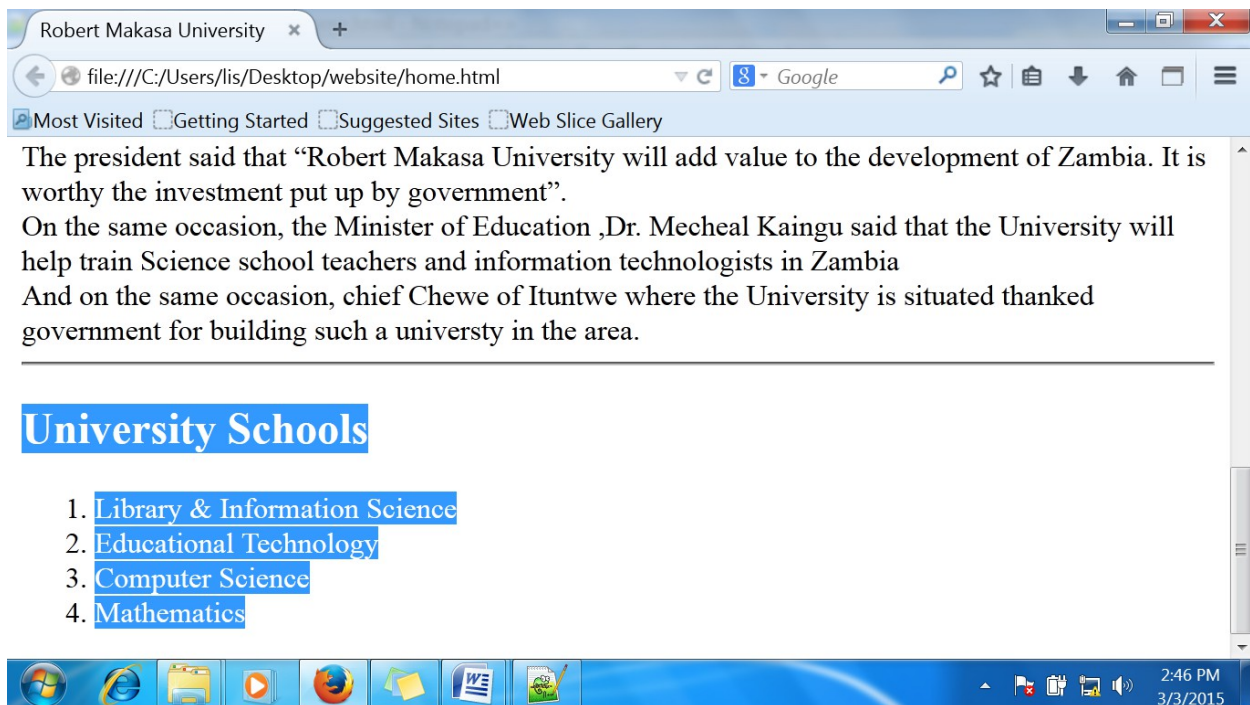 Robert Makasa University
file:///C:/Users/lis/Desktop/website/home.html
8
Google
Most Visited Getting Started Suggested Sites Web Slice Gallery
The president said that “Robert Makasa University will add value to the development of Zambia. It is
worthy the investment put up by government”.
On the same occasion, the Minister of Education ,Dr. Mecheal Kaingu said that the University will
help train Science school teachers and information technologists in Zambia
And on the same occasion, chief Chewe of Ituntwe where the University is situated thanked
government for building such a universty in the area.
University Schools
1. Library & Information Science
2. Educational Technology
3. Computer Science
4. Mathematics
W
2:46 PM
3/3/2015